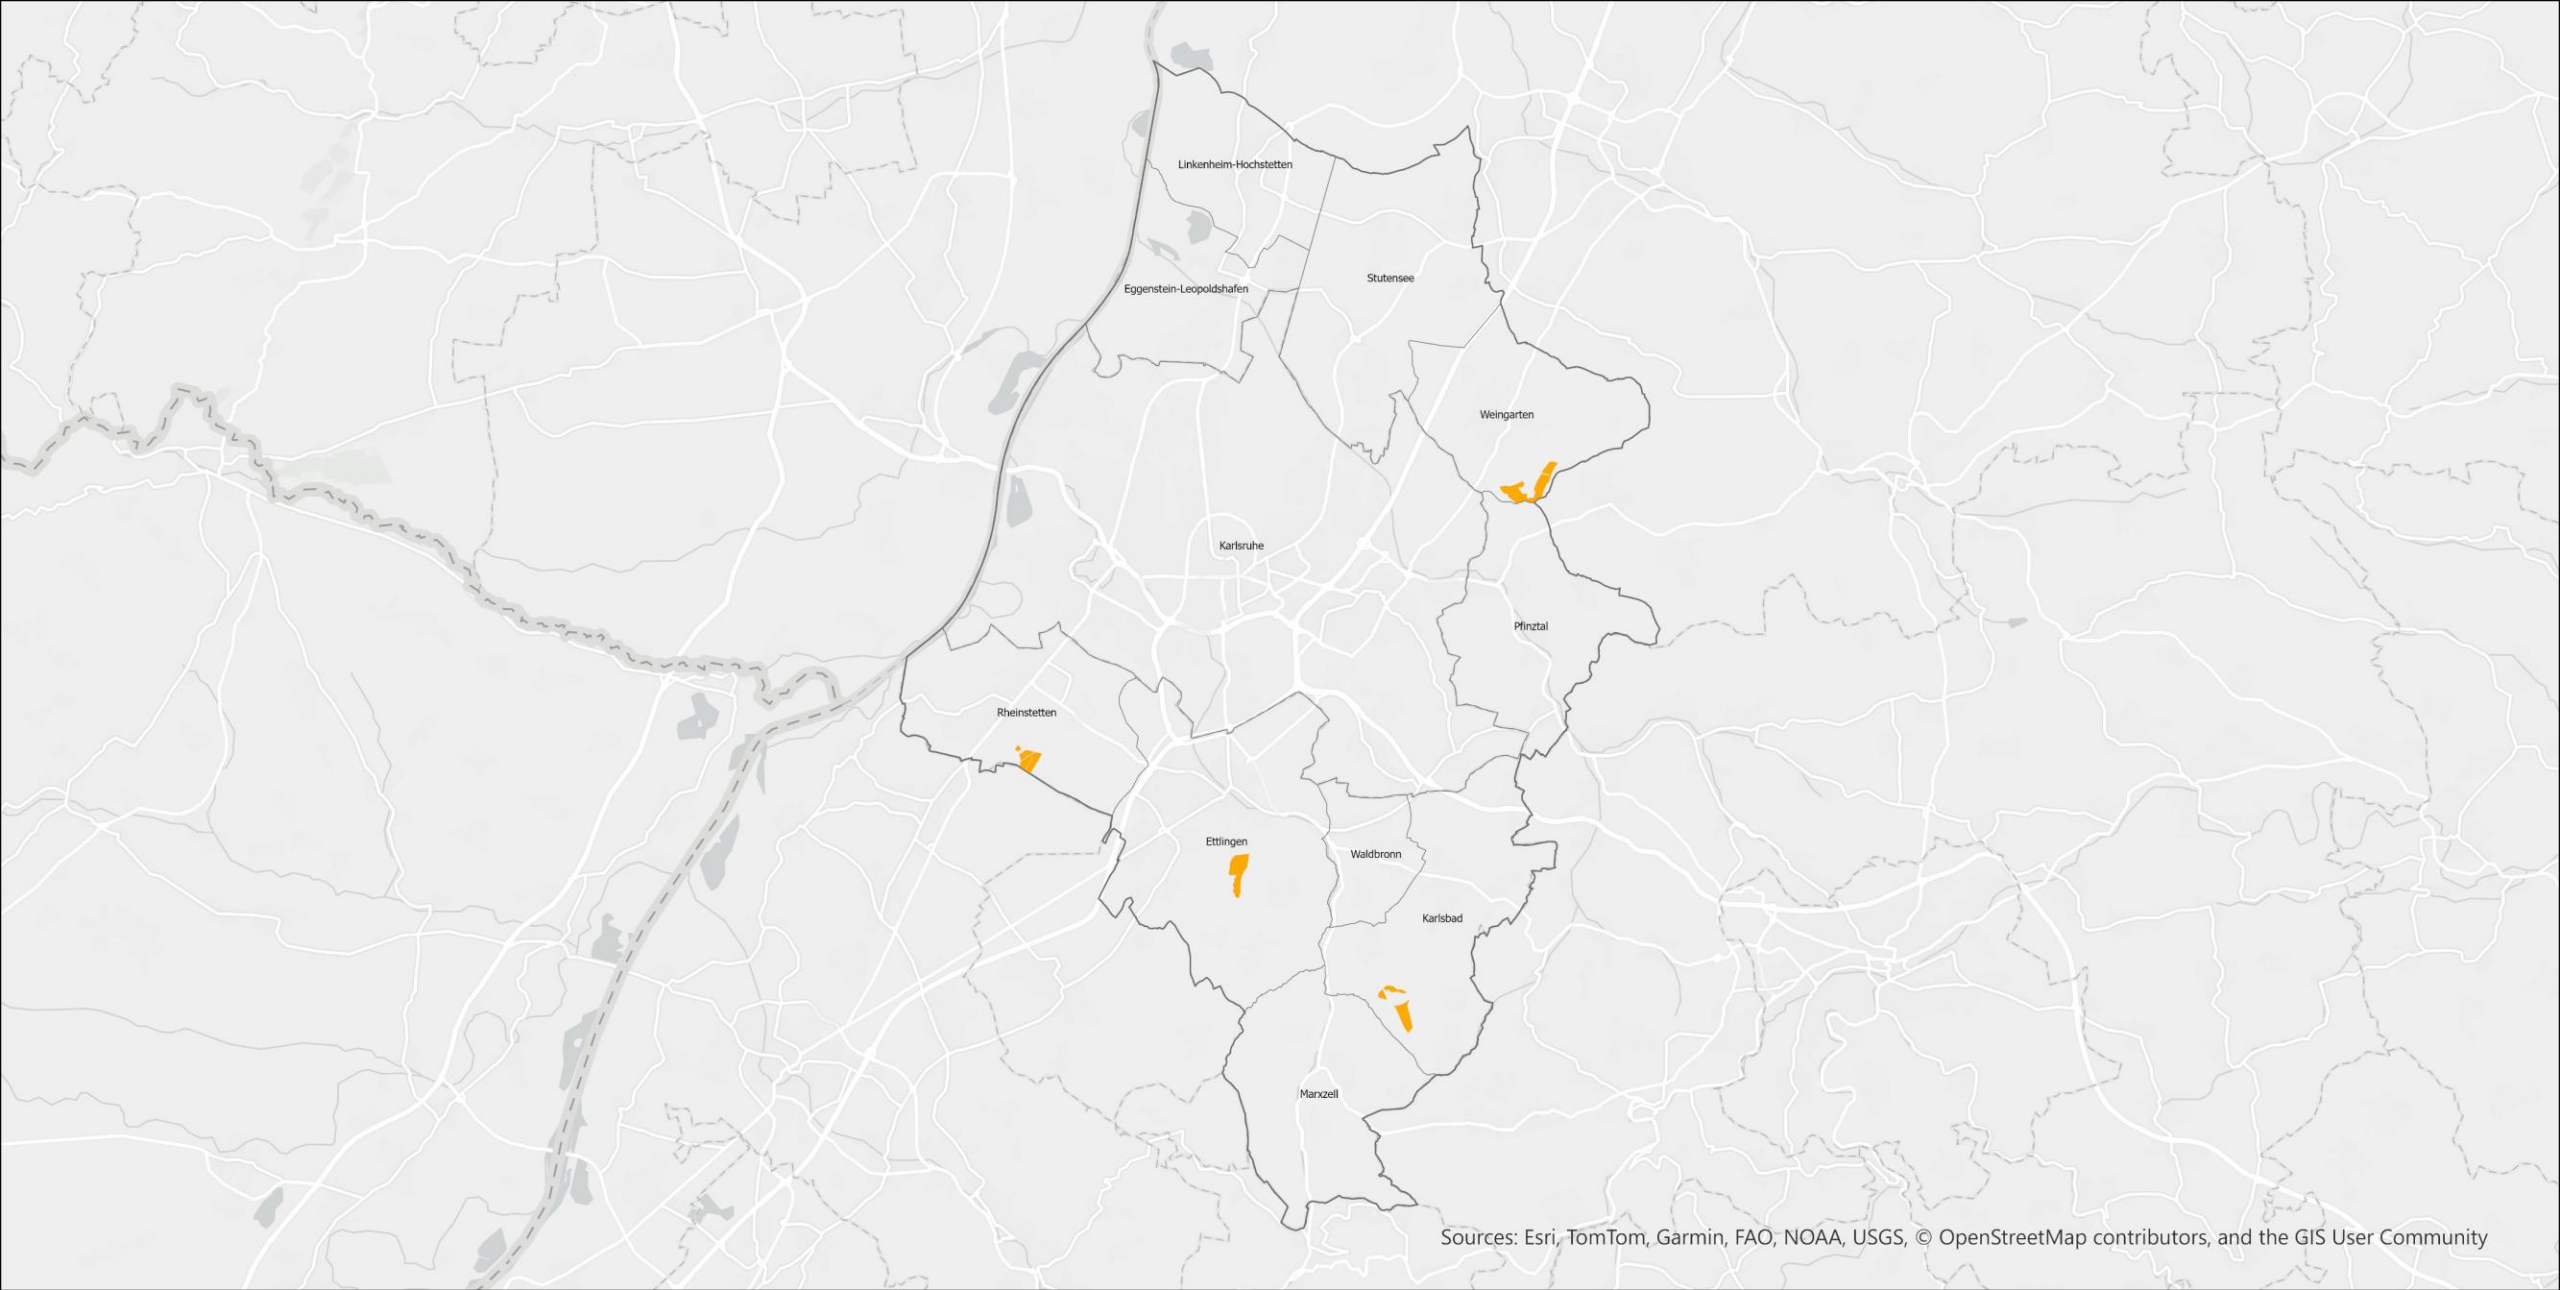 Linkenheim-Hochstetten
Stutensee
Eggenstein-Leopoldshafen
Weingarten
Karlsruhe
Pfinztal
Rheinstetten
Ettlingen
Waldbronn
Karlsbad
Marxzell
Sources: Esri, TomTom, Garmin, FAO, NOAA, USGS, © OpenStreetMap contributors, and the GIS User Community